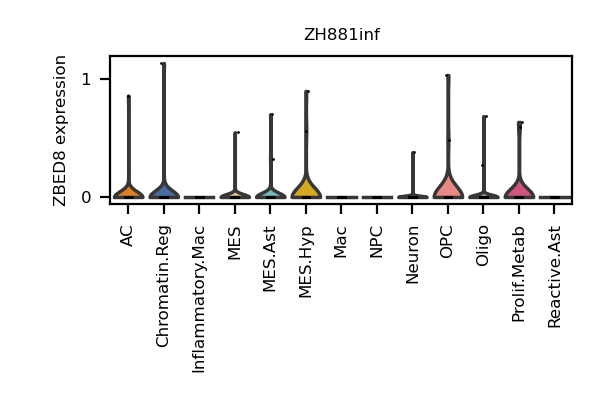 ZH881inf
ZBED8 expression
1
0
AC
Chromatin.Reg
Inflammatory.Mac
MES
MES.Ast
MES.Hyp
Mac
NPC
Neuron
OPC
Oligo
Prolif.Metab
Reactive.Ast